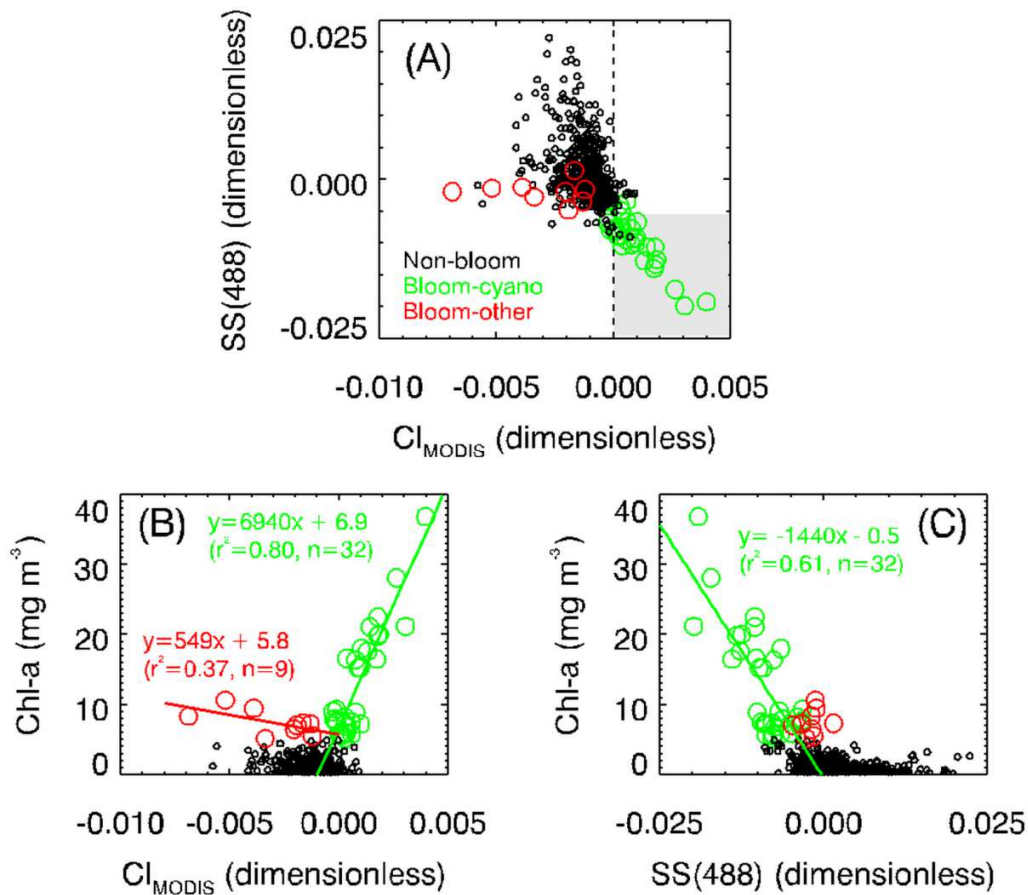 (A)
0.025
0.000
-0.025
SS(488) (dimensionless)
Non-bloom
Bloom-cyano
Bloom-other
-0.010 -0.005 0.000 0.005
CI_MODIS (dimensionless)
(B)
40
30
20
10
0
Chl-a (mg m⁻³)
y=6940x + 6.9
(r²=0.80, n=32)
y=549x + 5.8
(r²=0.37, n=9)
-0.010 -0.005 0.000 0.005
CI_MODIS (dimensionless)
(C)
40
30
20
10
0
Chl-a (mg m⁻³)
y= -1440x - 0.5
(r²=0.61, n=32)
-0.025 0.000 0.025
SS(488) (dimensionless)